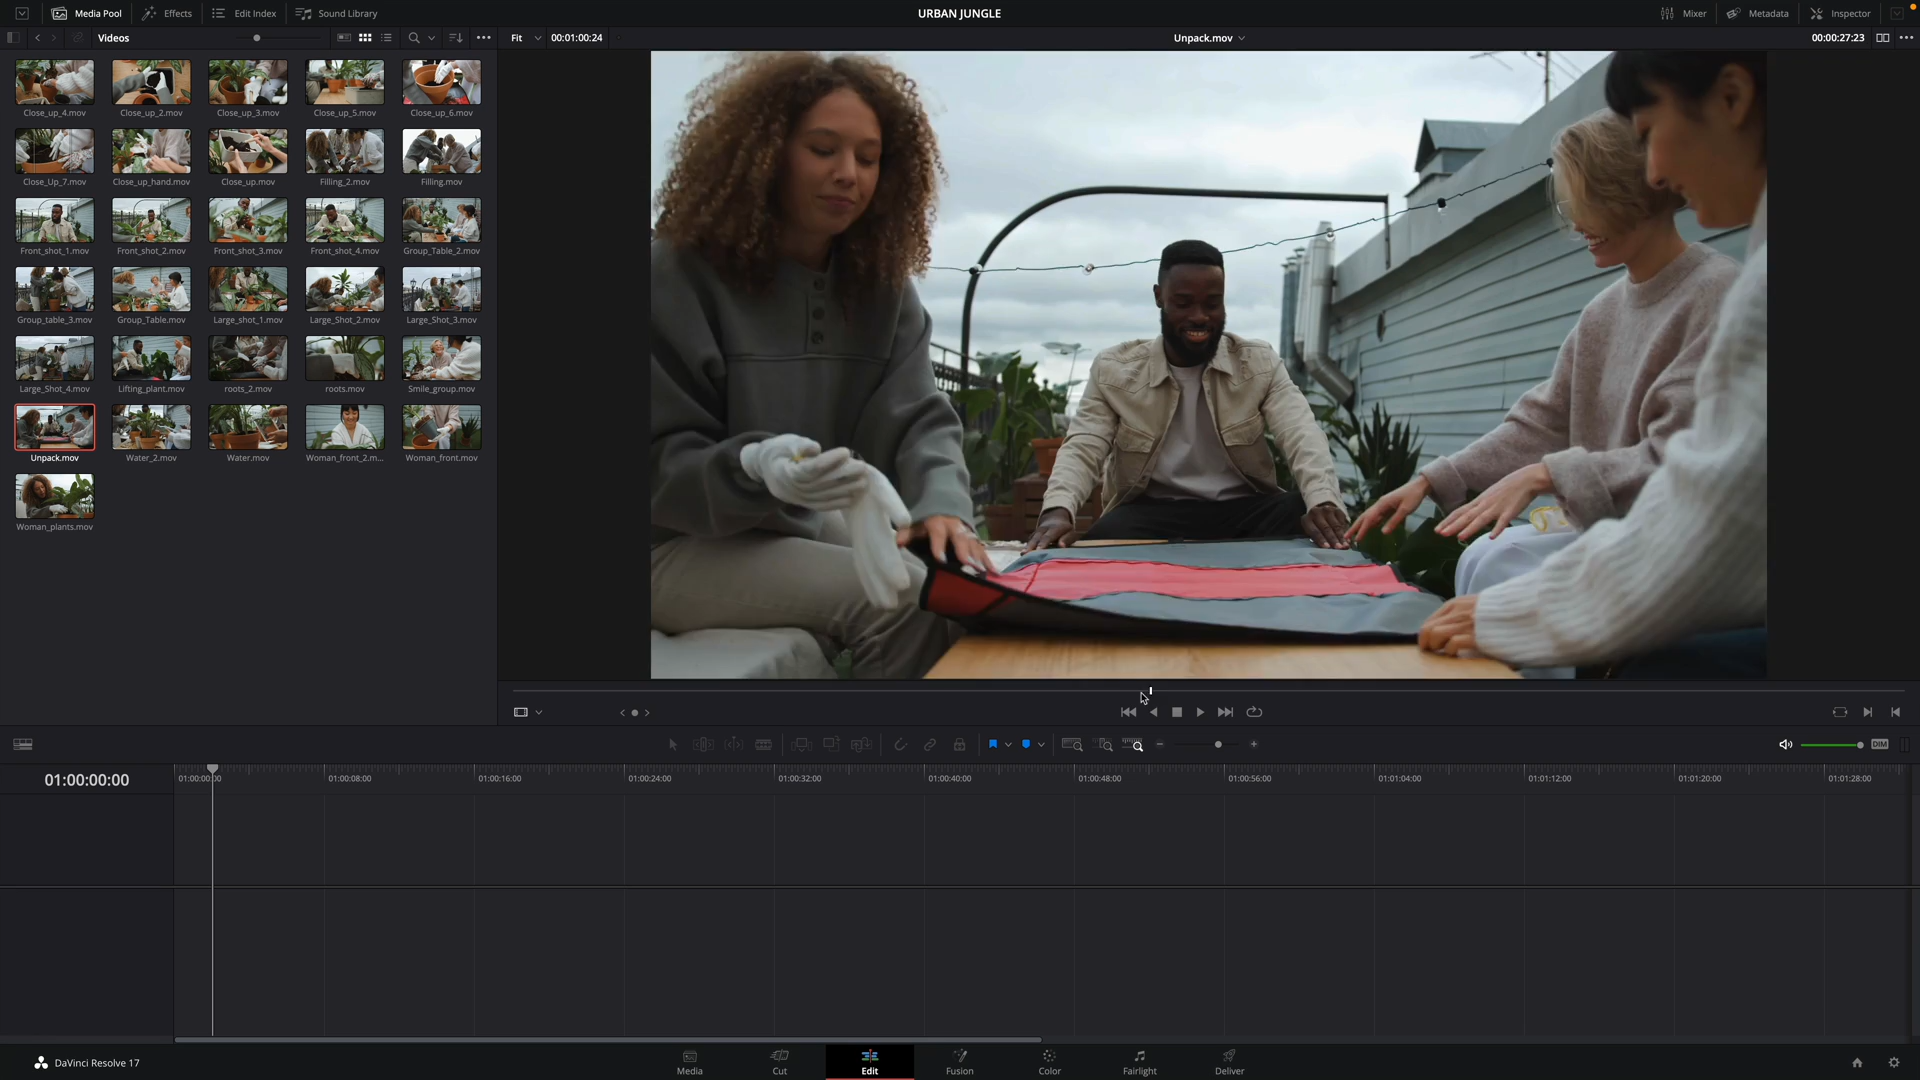 Media Pool
Effects
Edit Index
Sound Library
URBAN JUNGLE
Mixer
Metadata
Inspector
Videos
Fit
00:01:00:24
Unpack.mov
00:00:27:23
Close_up_4.mov
Close_up_2.mov
Close_up_3.mov
Close_up_5.mov
Close_up_6.mov
Close_Up_7.mov
Close_up_hand.mov
Close_up.mov
Filling_2.mov
Filling.mov
Front_shot_1.mov
Front_shot_2.mov
Front_shot_3.mov
Front_shot_4.mov
Group_Table_2.mov
Group_table_3.mov
Group_Table.mov
Large_shot_1.mov
Large_Shot_2.mov
Large_Shot_3.mov
Large_Shot_4.mov
Lifting_plant.mov
roots_2.mov
roots.mov
Smile_group.mov
Unpack.mov
Water_2.mov
Water.mov
Woman_front_2.m...
Woman_front.mov
Woman_plants.mov
DIM
01:00:00:00
01:00:00:00
01:00:08:00
01:00:16:00
01:00:24:00
01:00:32:00
01:00:40:00
01:00:48:00
01:00:56:00
01:01:04:00
01:01:12:00
01:01:20:00
01:01:28:00
DaVinci Resolve 17
Media
Cut
Edit
Fusion
Color
Fairlight
Deliver